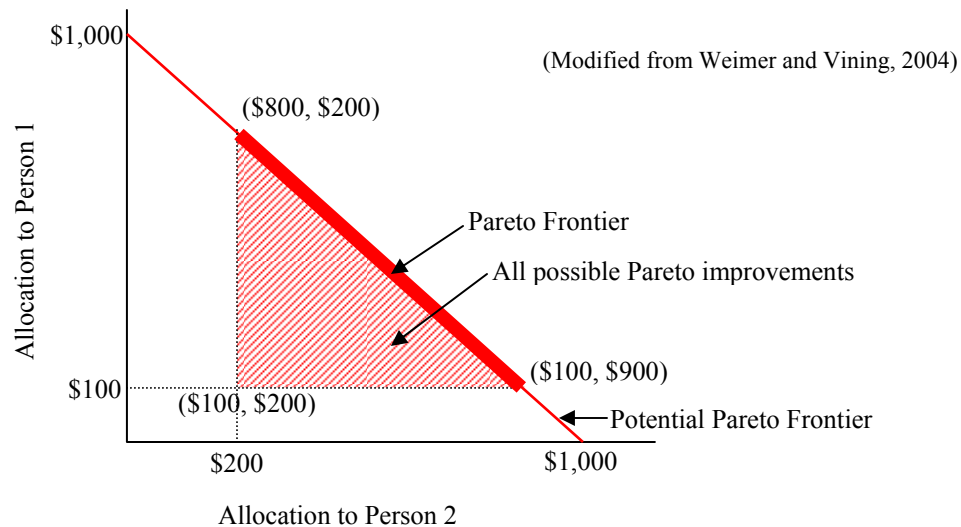 $1,000
(Modified from Weimer and Vining, 2004)
($800, $200)
Allocation to Person 1
Pareto Frontier
All possible Pareto improvements
($100, $900)
$100
($100, $200)
Potential Pareto Frontier
$200
$1,000
Allocation to Person 2